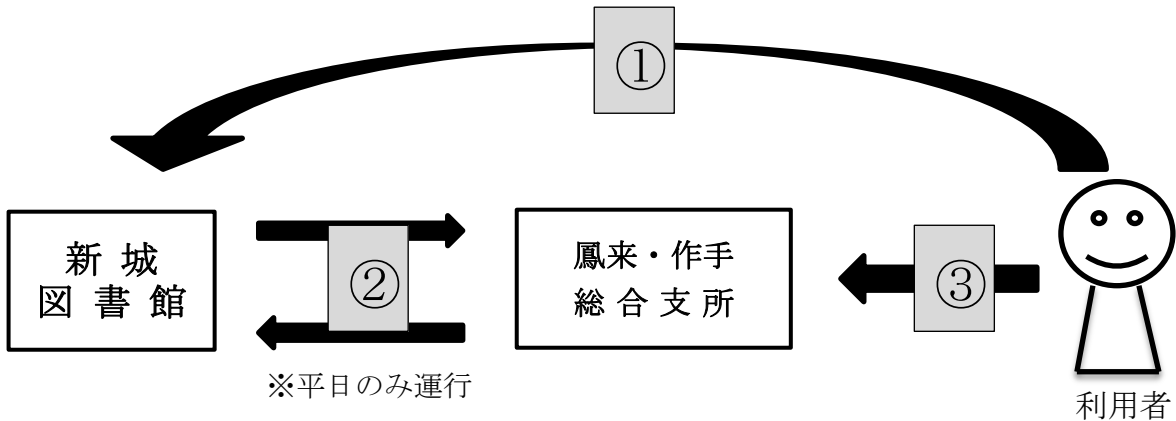 ①
新城
図書館
②
鳳来・作手
総合支所
③
※平日のみ運行
利用者